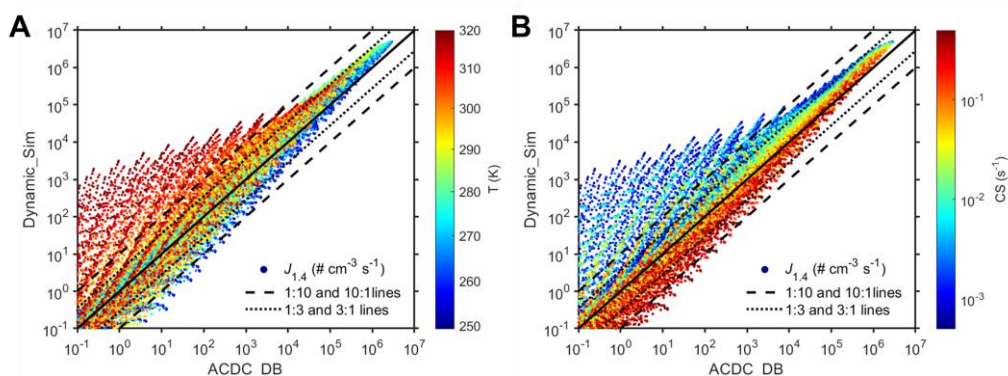 A
10^7
10^6
10^5
10^4
10^3
10^2
10^1
10^0
10^-1
Dynamic_Sim
10^-1 10^0 10^1 10^2 10^3 10^4 10^5 10^6 10^7
ACDC_DB
J1.4 (# cm^-3 s^-1)
1:10 and 10:1lines
1:3 and 3:1 lines
320
310
300
290
280
270
260
250
T (K)
B
10^7
10^6
10^5
10^4
10^3
10^2
10^1
10^0
10^-1
Dynamic_Sim
10^-1 10^0 10^1 10^2 10^3 10^4 10^5 10^6 10^7
ACDC_DB
J1.4 (# cm^-3 s^-1)
1:10 and 10:1lines
1:3 and 3:1 lines
10^-1
10^-2
10^-3
CS (s^-1)